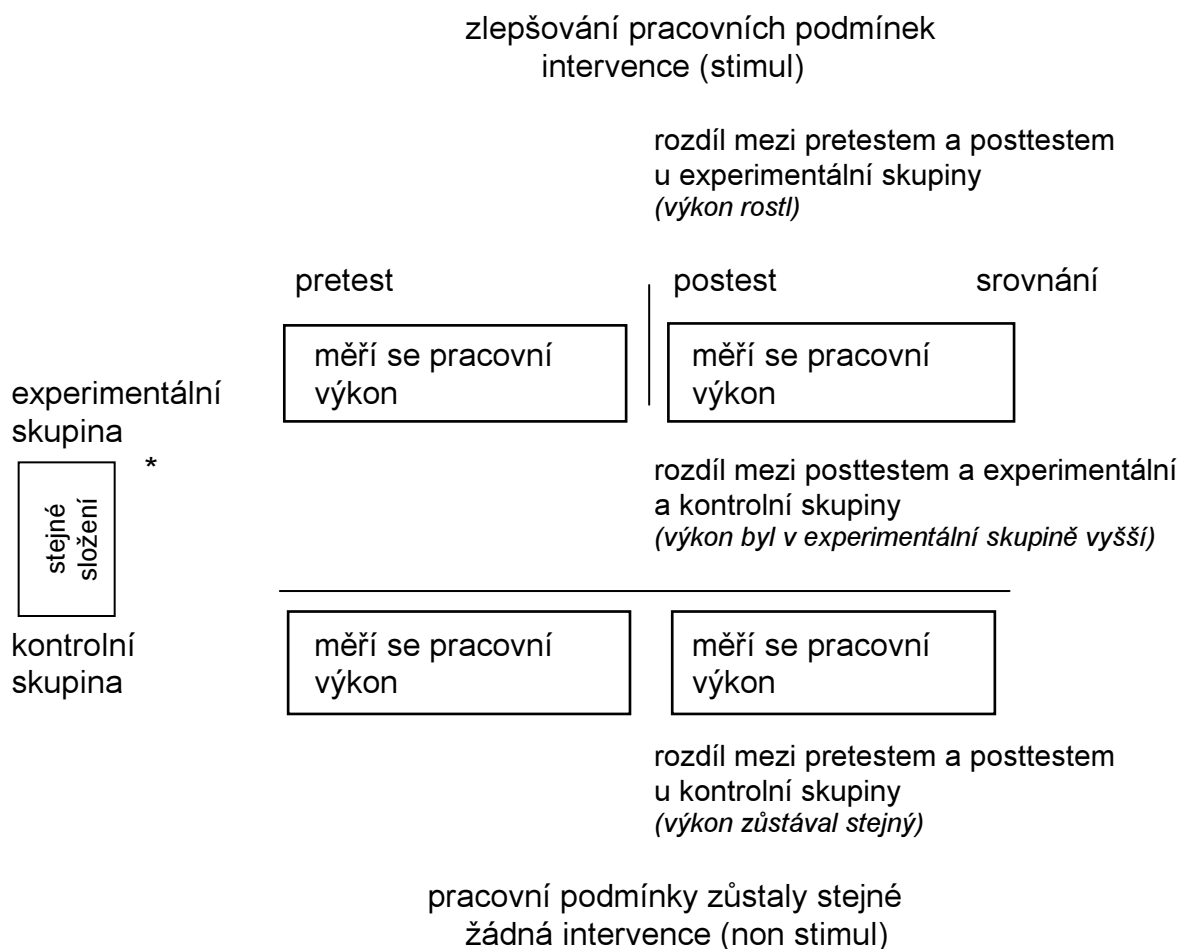 zlepšování pracovních podmínek
intervence (stimul)
rozdíl mezi pretestem a posttestem
u experimentální skupiny
(výkon rostl)
pretest
postest
srovnání
měří se pracovní
výkon
měří se pracovní
výkon
experimentální
skupina
*
stejné
složení
rozdíl mezi posttestem a experimentální
a kontrolní skupiny
(výkon byl v experimentální skupině vyšší)
kontrolní
skupina
měří se pracovní
výkon
měří se pracovní
výkon
rozdíl mezi pretestem a posttestem
u kontrolní skupiny
(výkon zůstával stejný)
pracovní podmínky zůstaly stejné
žádná intervence (non stimul)